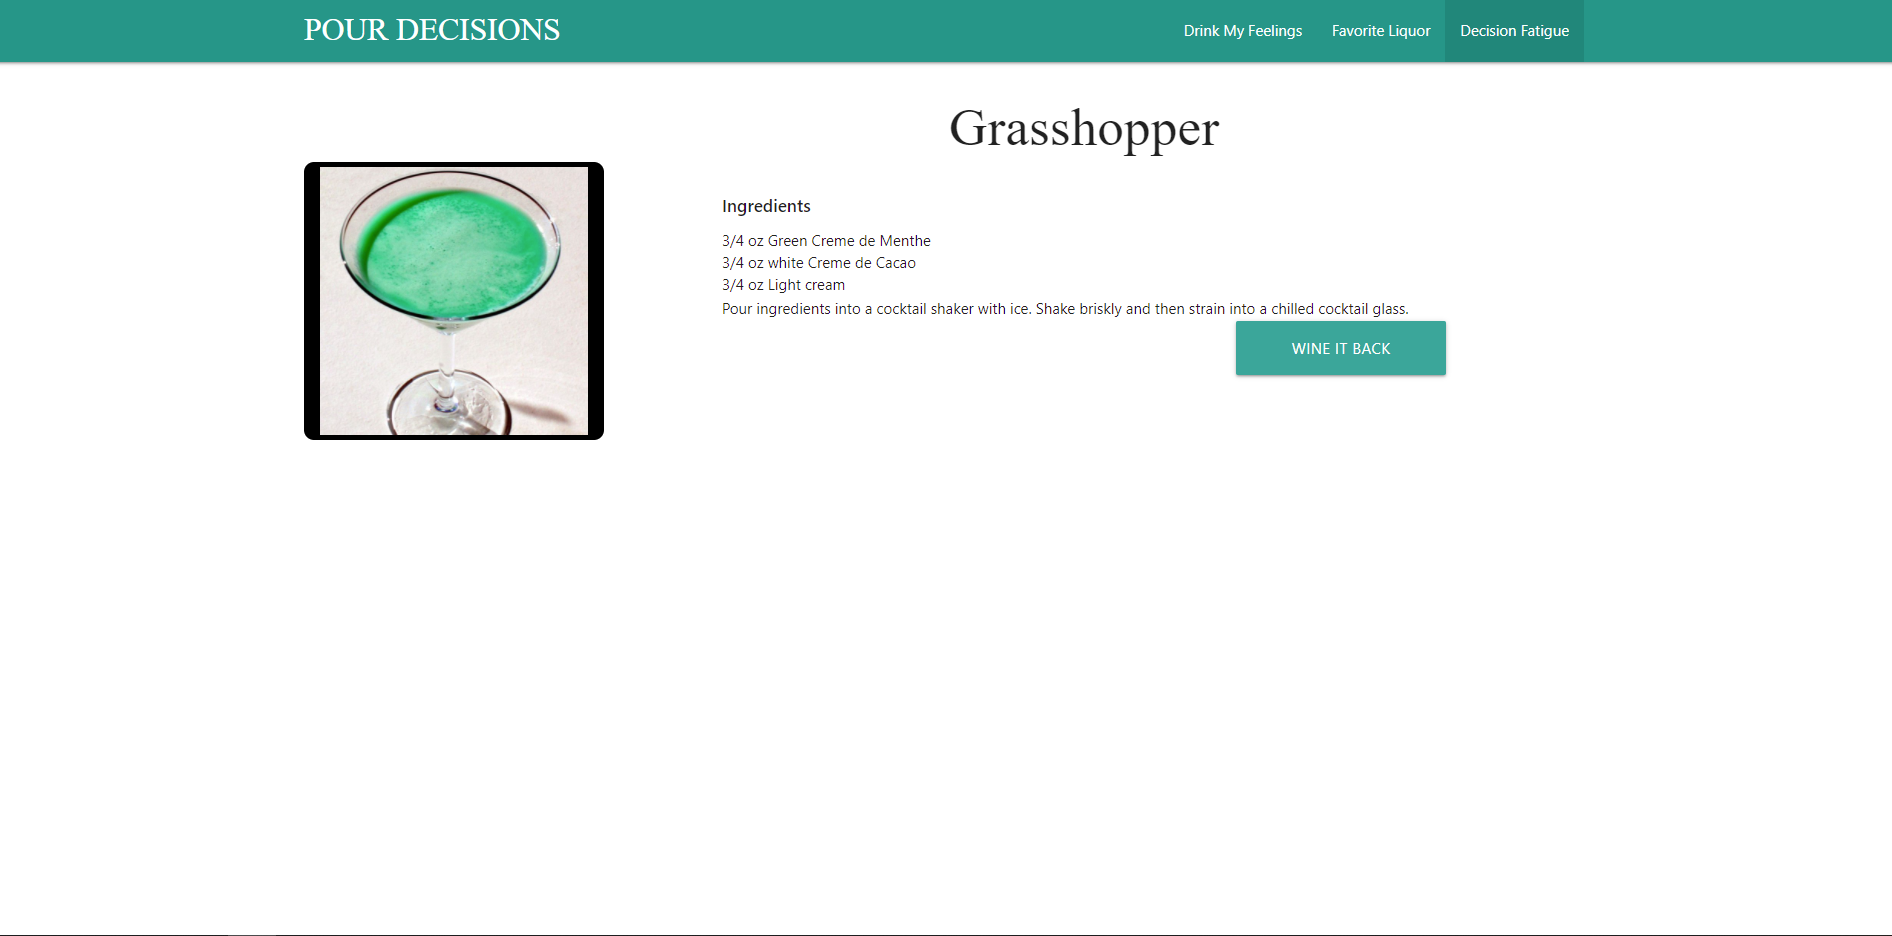 POUR DECISIONS
Drink My Feelings
Favorite Liquor
Decision Fatigue
Grasshopper
Ingredients
3/4 oz Green Creme de Menthe
3/4 oz white Creme de Cacao
3/4 oz Light cream
Pour ingredients into a cocktail shaker with ice. Shake briskly and then strain into a chilled cocktail glass.
WINE IT BACK